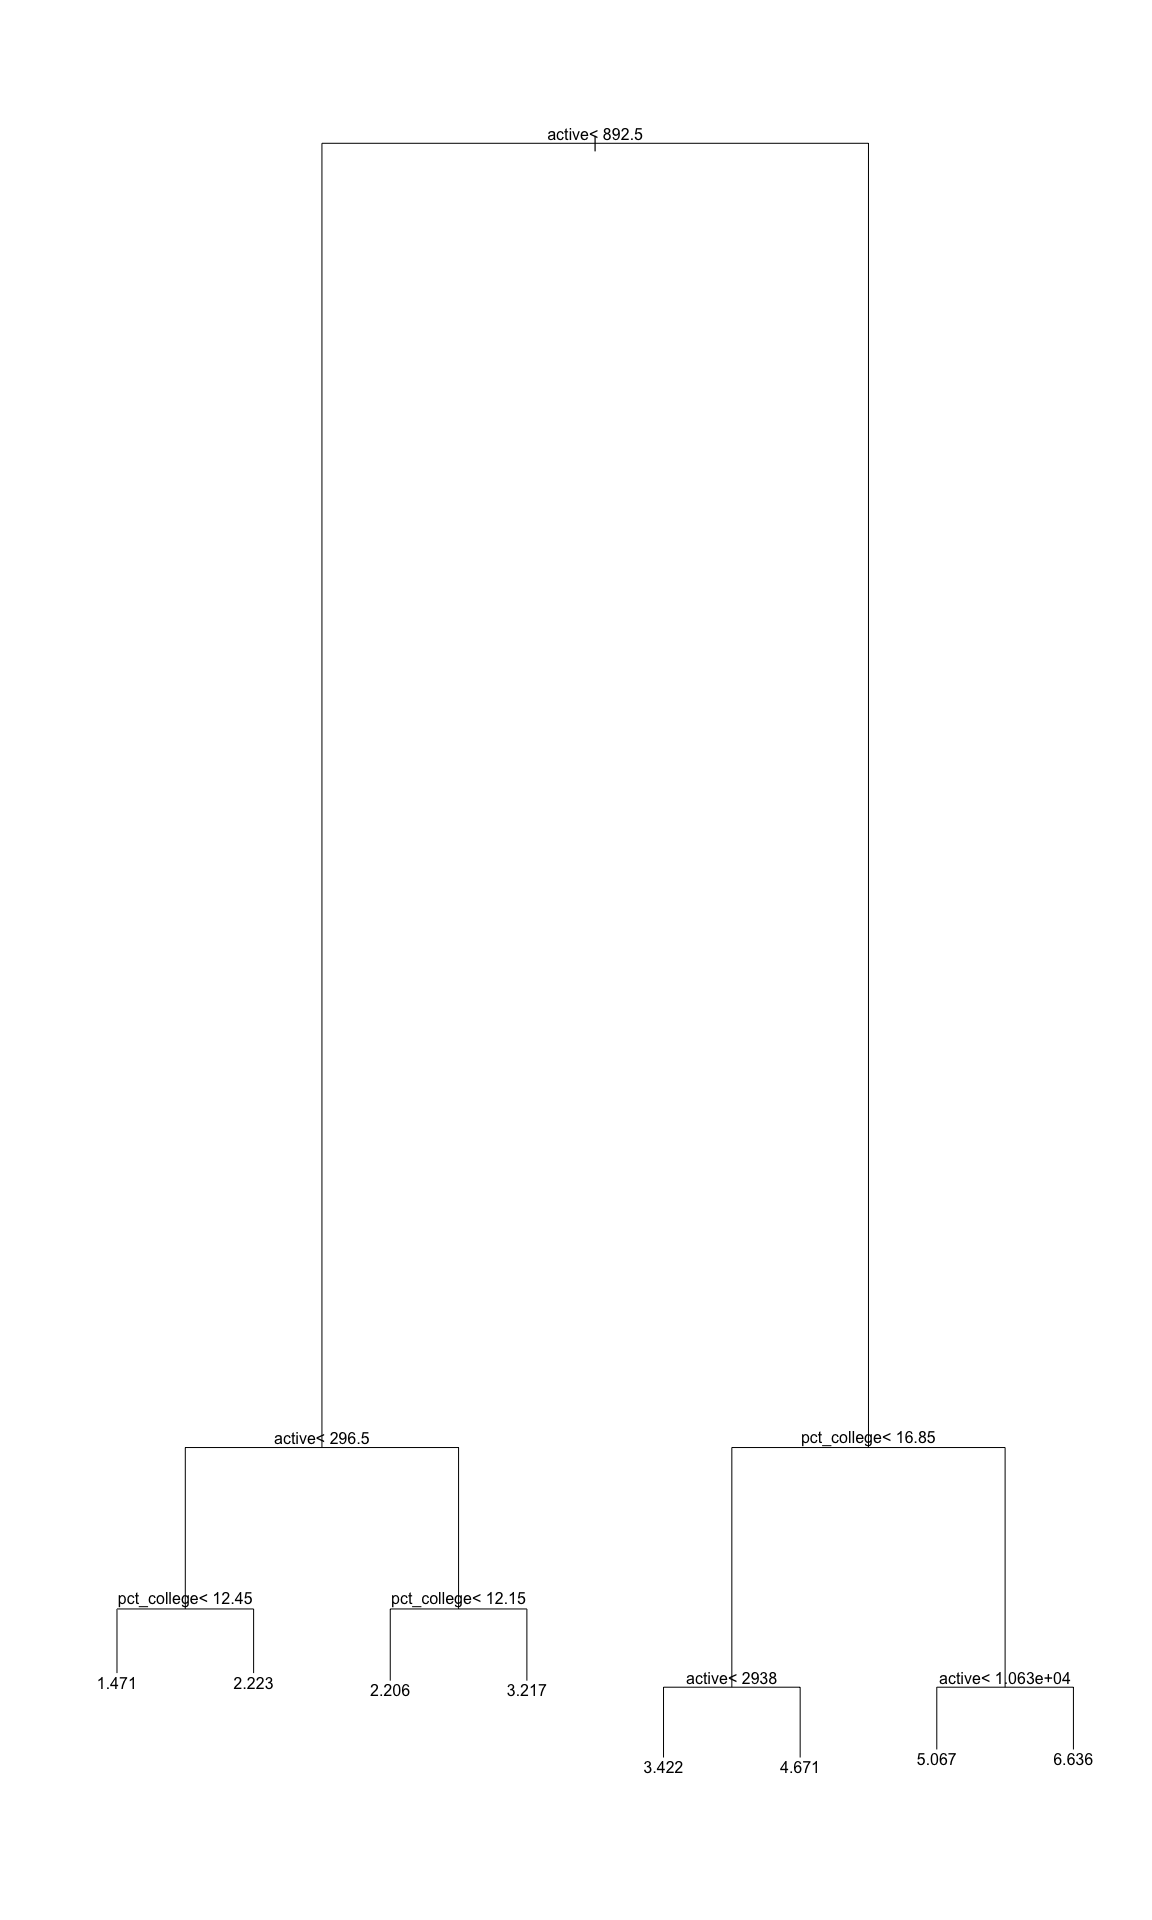 active< 892.5
active< 296.5
pct_college< 16.85
pct_college< 12.45
pct_college< 12.15
active< 2938
active< 1.063e+04
1.471
2.223
2.206
3.217
3.422
4.671
5.067
6.636